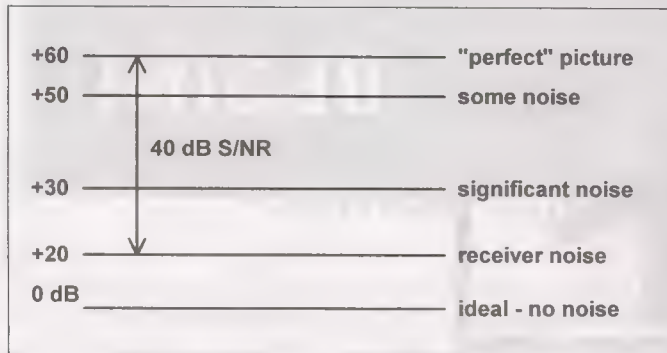 +60 "perfect" picture
+50 some noise
40 dB S/NR
+30 significant noise
+20 receiver noise
0 dB
ideal - no noise